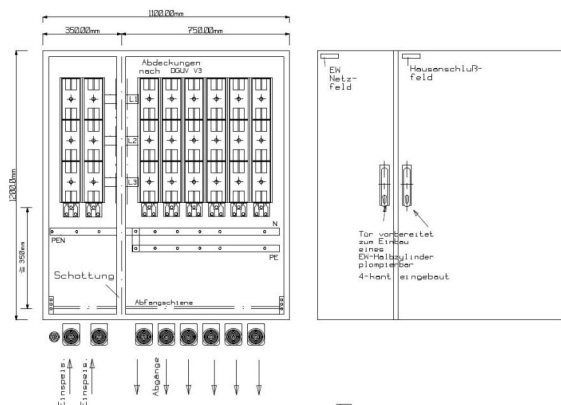 1100.00mm
350.00mm
750.00mm
Abdeckungen
nach DGUV V3
L1
L2
L3
1200.0mm
≥ 350mm
N
PEN
PE
Schottung
Abfangschiene
Einspeis.
Einspeis.
Abgänge
EW
Netz-
feld
Hausanschluß-
feld
Tür vorbereitet
zum Einbau
eines
EW-Halbzylinder
plombierbar
4-kant eingebaut